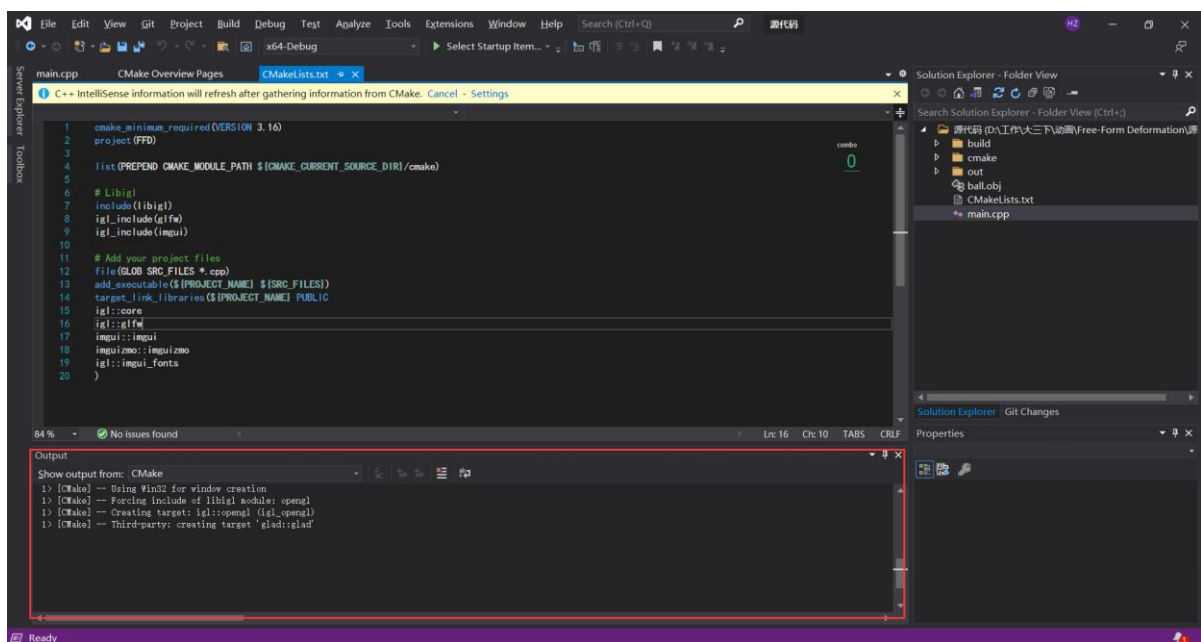 File Edit View Git Project Build Debug Test Analyze Tools Extensions Window Help Search (Ctrl+Q) 源代码 HZ
x64-Debug Select Startup Item...
Server Explorer
Toolbox
main.cpp CMake Overview Pages CMakeLists.txt
C++ IntelliSense information will refresh after gathering information from CMake. Cancel - Settings
1 cmake_minimum_required(VERSION 3.16)
2 project(FFD)
3
4 list(PREPEND CMAKE_MODULE_PATH ${CMAKE_CURRENT_SOURCE_DIR}/cmake)
5
6 # Libigl
7 include(libigl)
8 igl_include(glfw)
9 igl_include(imgui)
10
11 # Add your project files
12 file(GLOB SRC_FILES *.cpp)
13 add_executable(${PROJECT_NAME} ${SRC_FILES})
14 target_link_libraries(${PROJECT_NAME} PUBLIC
15 igl::core
16 igl::glfw
17 imgui::imgui
18 imguizmo::imguizmo
19 igl::imgui_fonts
20 )
combo
0
84 % No issues found Ln: 16 Ch: 10 TABS CRLF
Output
Show output from: CMake
1> [CMake] -- Using Win32 for window creation
1> [CMake] -- Forcing include of libigl module: opengl
1> [CMake] -- Creating target: igl::opengl (igl_opengl)
1> [CMake] -- Third-party: creating target 'glad::glad'
Solution Explorer - Folder View
Search Solution Explorer - Folder View (Ctrl+;)
源代码 (D:\工作\大三下\动画\Free-Form Deformation\源
build
cmake
out
ball.obj
CMakeLists.txt
main.cpp
Solution Explorer Git Changes
Properties
Ready